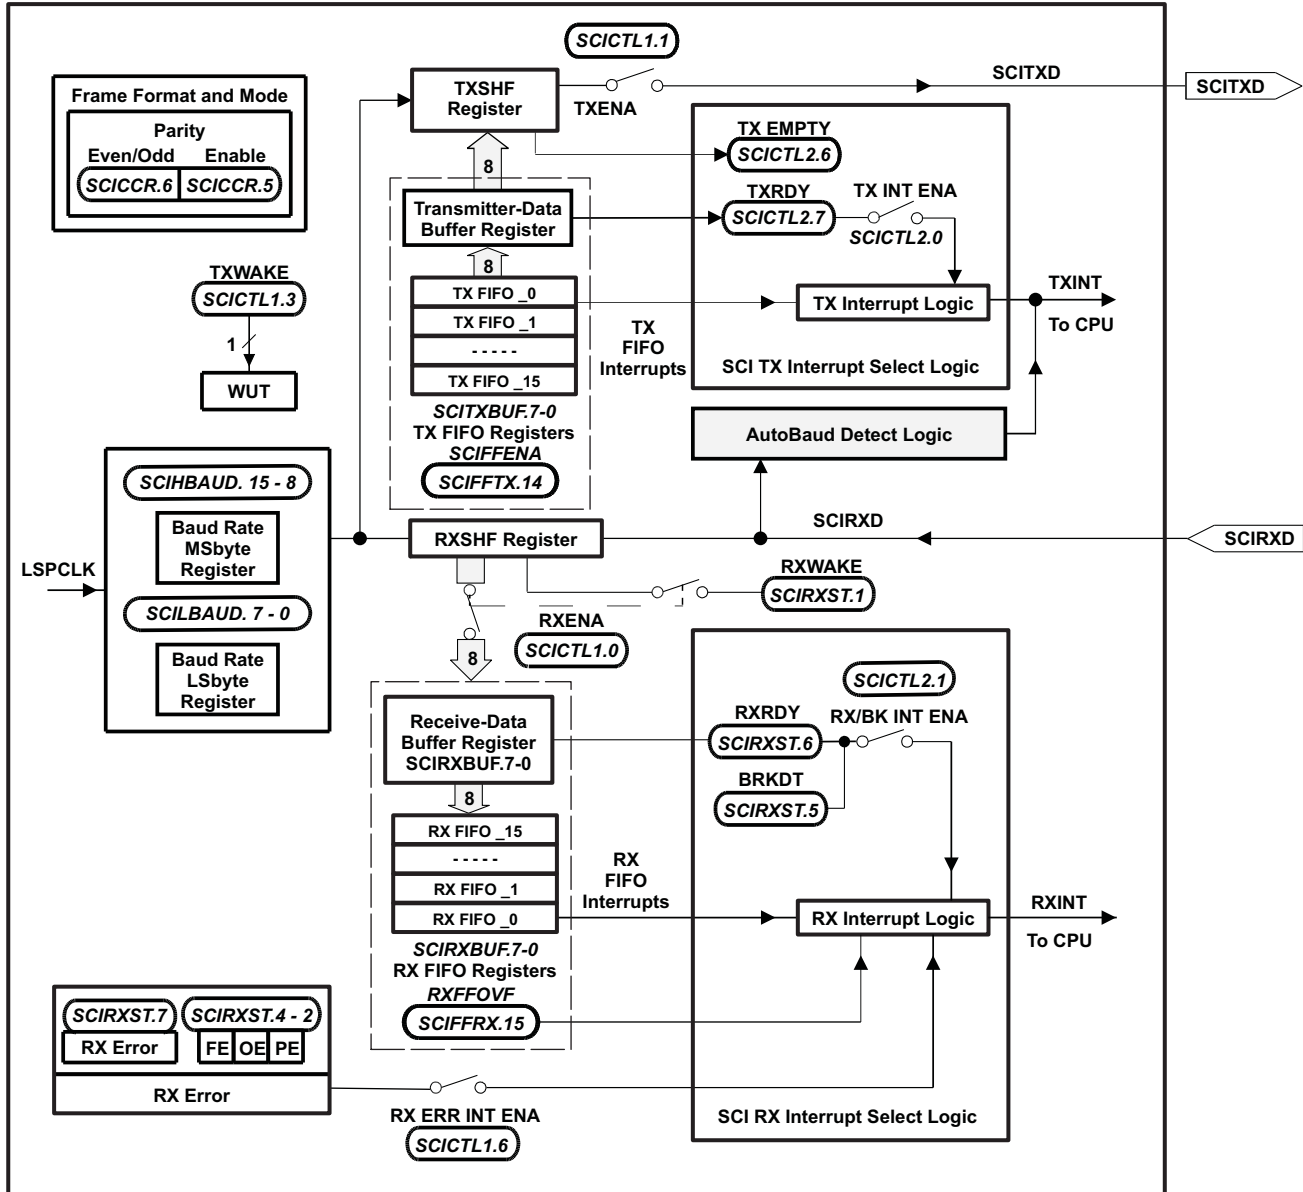 SCICTL1.1
TXSHF
Register
TXENA
SCITXD
SCITXD
Frame Format and Mode
Parity
Even/Odd Enable
SCICCR.6 SCICCR.5
TX EMPTY
SCICTL2.6
8
Transmitter-Data
Buffer Register
TXRDY
SCICTL2.7
TX INT ENA
SCICTL2.0
8
TX FIFO _0
TX FIFO _1
- - - - -
TX FIFO _15
SCITXBUF.7-0
TX FIFO Registers
SCIFFENA
SCIFFTX.14
TX
FIFO
Interrupts
TX Interrupt Logic
TXINT
To CPU
SCI TX Interrupt Select Logic
TXWAKE
SCICTL1.3
1
WUT
AutoBaud Detect Logic
LSPCLK
SCIHBAUD. 15 - 8
Baud Rate
MSbyte
Register
SCILBAUD. 7 - 0
Baud Rate
LSbyte
Register
RXSHF Register
SCIRXD
SCIRXD
RXWAKE
SCIRXST.1
RXENA
SCICTL1.0
8
Receive-Data
Buffer Register
SCIRXBUF.7-0
8
RX FIFO _15
- - - - -
RX FIFO _1
RX FIFO _0
SCIRXBUF.7-0
RX FIFO Registers
RXFFOVF
SCIFFRX.15
RX
FIFO
Interrupts
SCICTL2.1
RXRDY
SCIRXST.6
RX/BK INT ENA
BRKDT
SCIRXST.5
RX Interrupt Logic
RXINT
To CPU
SCI RX Interrupt Select Logic
SCIRXST.7 SCIRXST.4 - 2
RX Error FE OE PE
RX Error
RX ERR INT ENA
SCICTL1.6